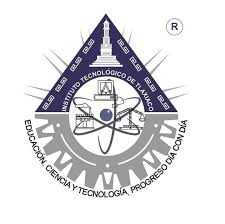 ®
INSTITUTO TECNOLÓGICO DE TLAXIACO
EDUCACIÓN, CIENCIA Y TECNOLOGÍA, PROGRESO DÍA CON DÍA